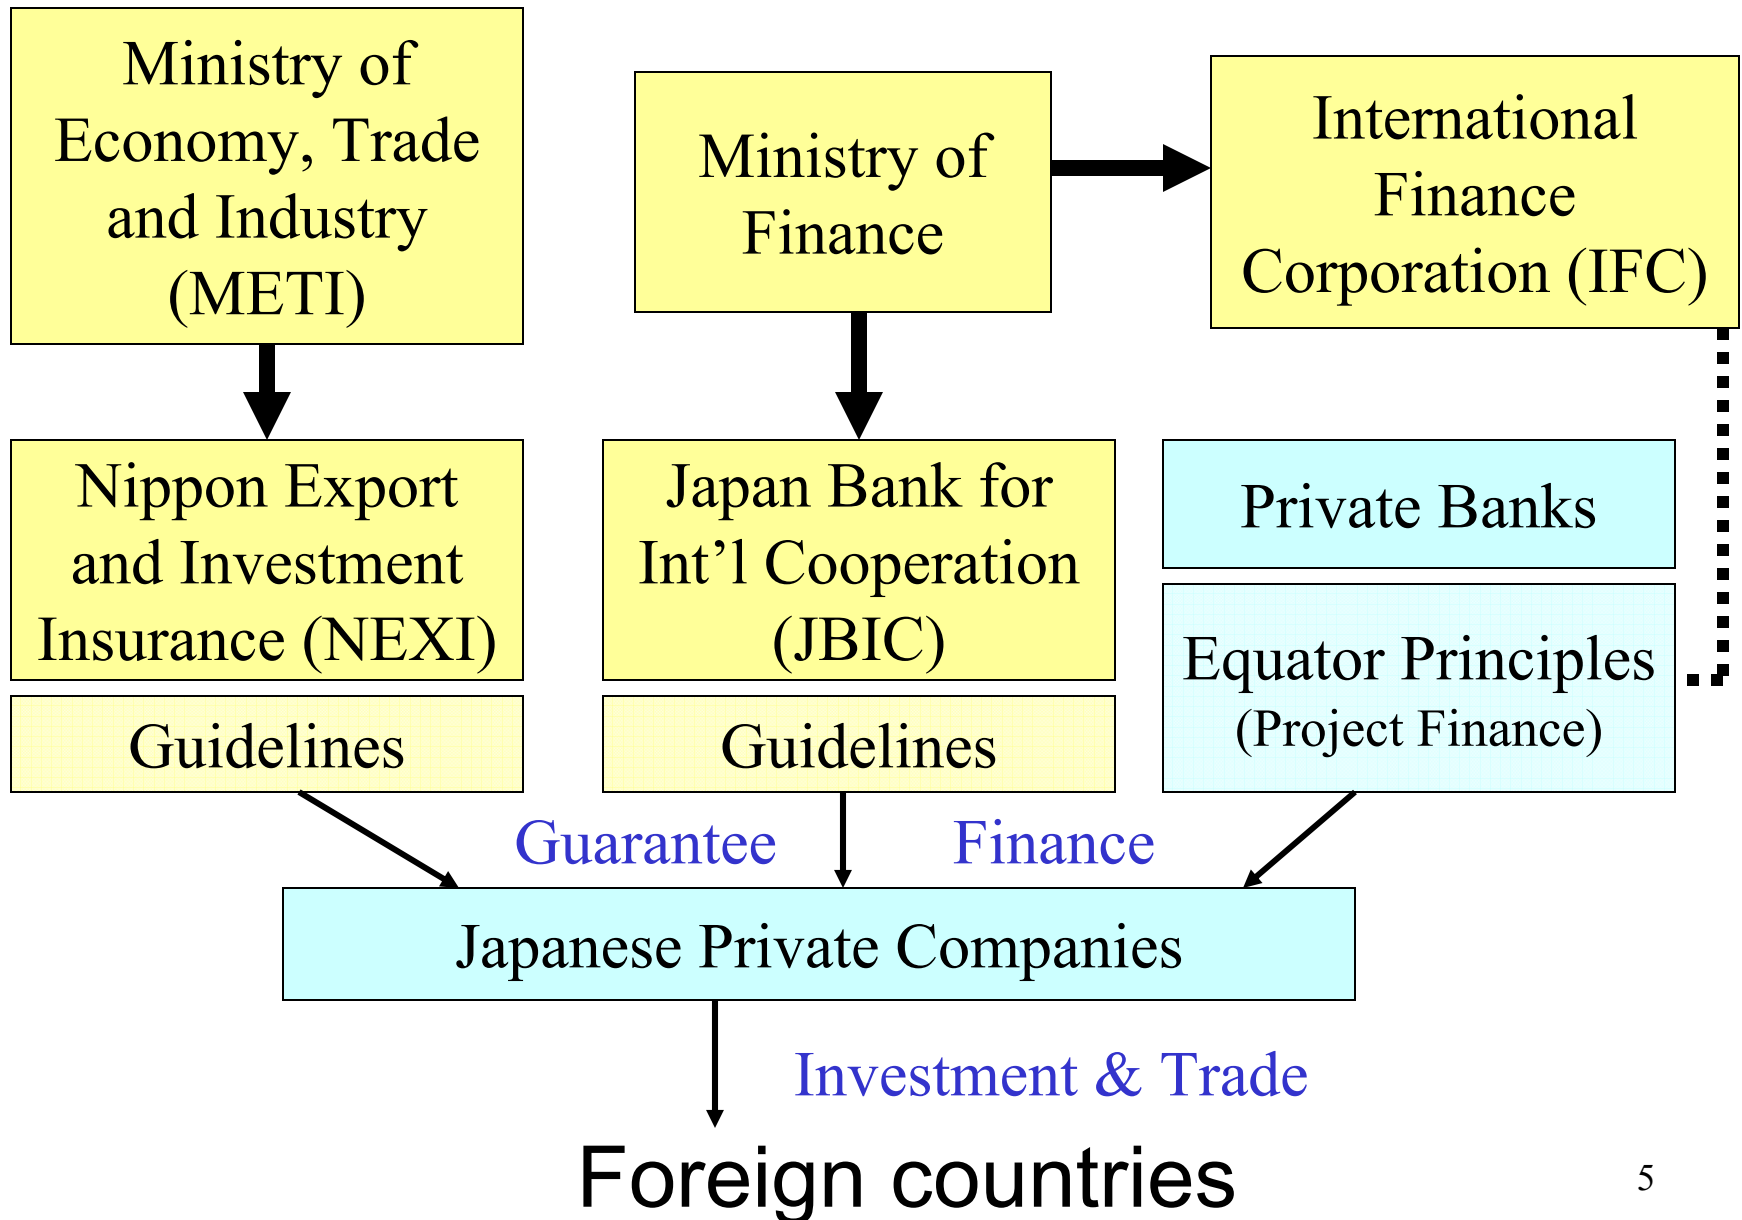 Ministry of
Economy, Trade
and Industry
(METI)
Ministry of
Finance
International
Finance
Corporation (IFC)
Nippon Export
and Investment
Insurance (NEXI)
Guidelines
Japan Bank for
Int’l Cooperation
(JBIC)
Guidelines
Private Banks
Equator Principles
(Project Finance)
Guarantee
Finance
Japanese Private Companies
Investment & Trade
Foreign countries
5